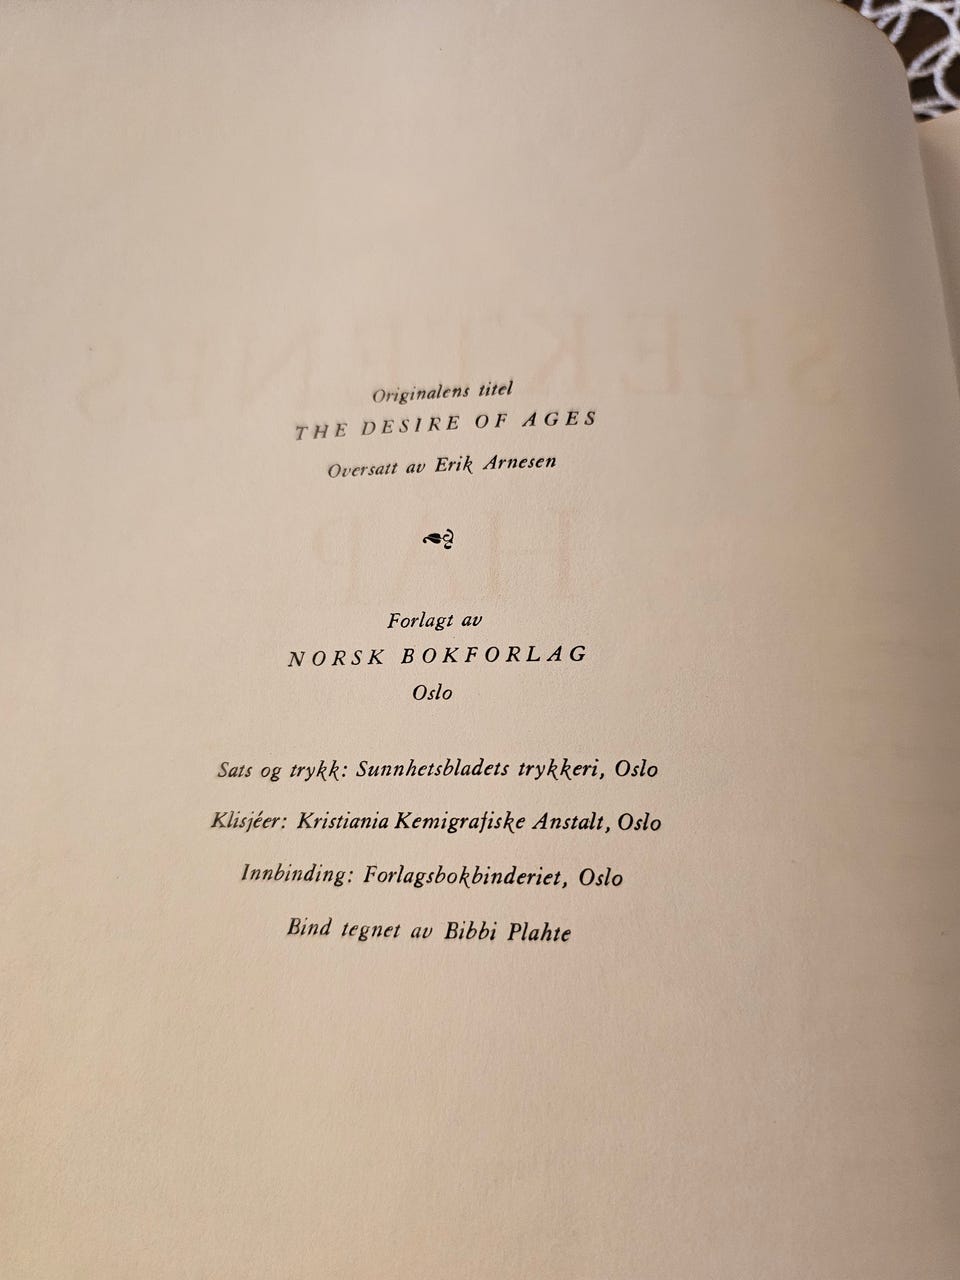 Originalens titel
THE DESIRE OF AGES
Oversatt av Erik Arnesen
Forlagt av
NORSK BOKFORLAG
Oslo
Sats og trykk: Sunnhetsbladets trykkeri, Oslo
Klisjéer: Kristiania Kemigrafiske Anstalt, Oslo
Innbinding: Forlagsbokbinderiet, Oslo
Bind tegnet av Bibbi Plahte